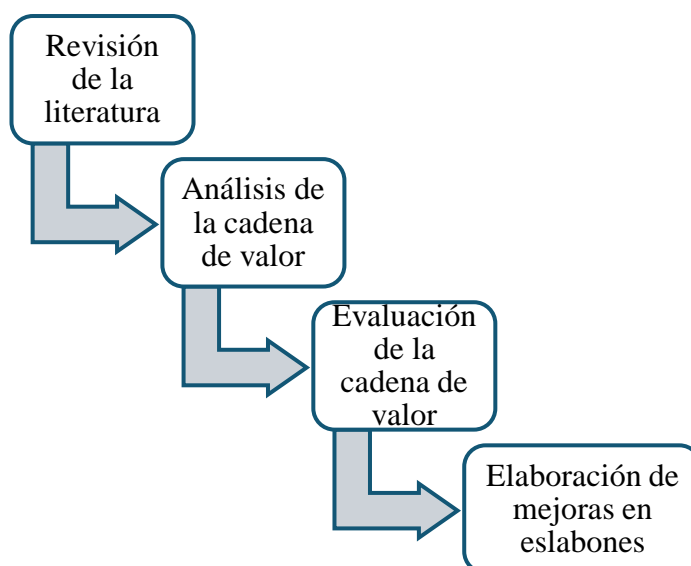 Revisión
de la
literatura
Análisis de
la cadena
de valor
Evaluación
de la
cadena de
valor
Elaboración de
mejoras en
eslabones